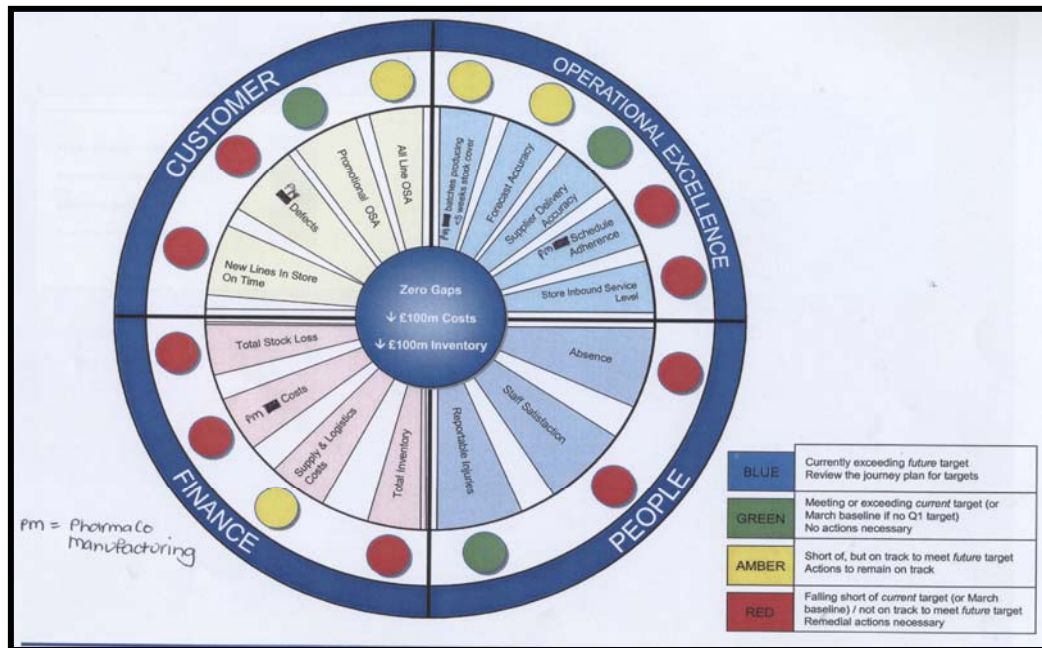 CUSTOMER
OPERATIONAL EXCELLENCE
PEOPLE
FINANCE
New Lines In Store
On Time
Pm
Defects
Promotional OSA
All Line OSA
Pm batches producing
<5 weeks stock cover
Forecast Accuracy
Supplier Delivery
Accuracy
Pm Schedule
Adherence
Store Inbound Service
Level
Absence
Staff Satisfaction
Reportable Injuries
Total Inventory
Supply & Logistics
Costs
Pm Costs
Total Stock Loss
Zero Gaps
↓ £100m Costs
↓ £100m Inventory
Pm = PharmaCo
manufacturing
BLUE
Currently exceeding future target
Review the journey plan for targets
GREEN
Meeting or exceeding current target (or
March baseline if no Q1 target)
No actions necessary
AMBER
Short of, but on track to meet future target
Actions to remain on track
RED
Falling short of current target (or March
baseline) / not on track to meet future target
Remedial actions necessary